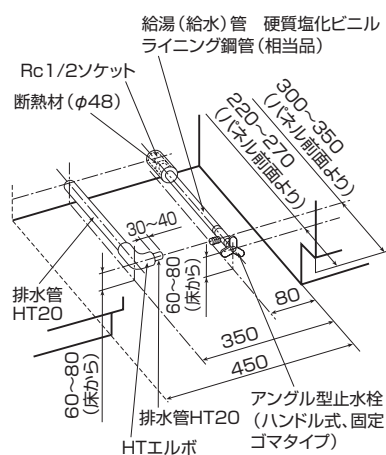 給湯(給水)管 硬質塩化ビニル
ライニング鋼管(相当品)
Rc1/2ソケット
断熱材(φ48)
300~350
(パネル前面より)
220~270
(パネル前面より)
30~40
排水管
HT20
60~80
(床から)
60~80
(床から)
80
350
450
排水管HT20
HTエルボ
アングル型止水栓
(ハンドル式、固定
ゴマタイプ)